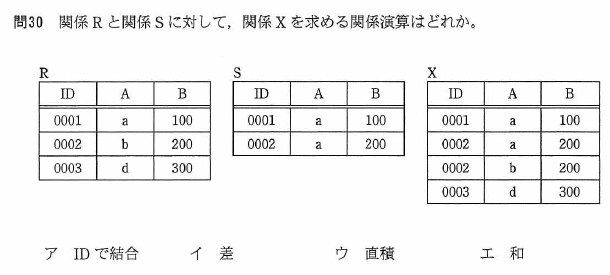 問30 関係Rと関係Sに対して，関係Xを求める関係演算はどれか。
R
ID A B
0001 a 100
0002 b 200
0003 d 300
S
ID A B
0001 a 100
0002 a 200
X
ID A B
0001 a 100
0002 a 200
0002 b 200
0003 d 300
ア IDで結合 イ 差 ウ 直積 エ 和